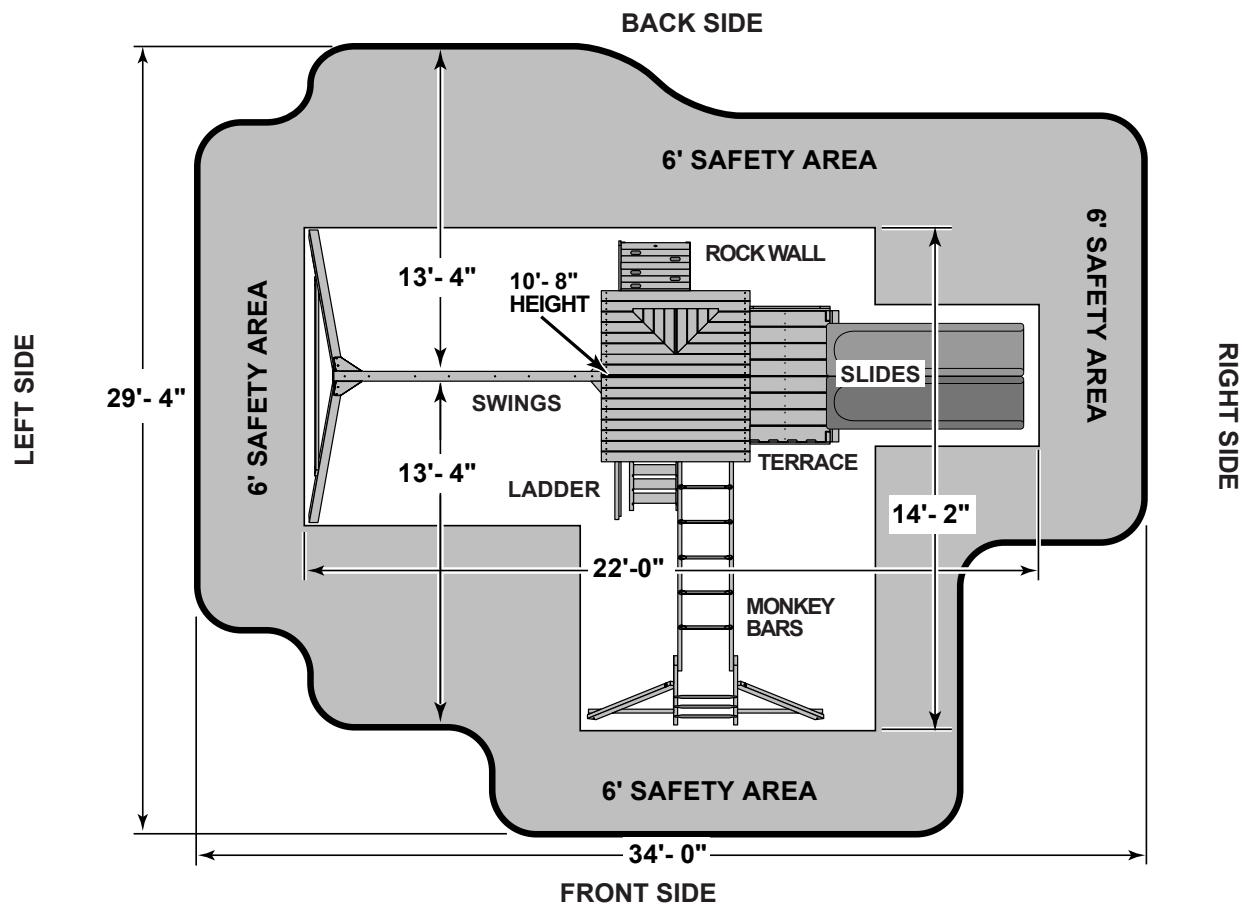 BACK SIDE
6' SAFETY AREA
6' SAFETY AREA
ROCK WALL
13'- 4"
10'- 8"
HEIGHT
6' SAFETY AREA
LEFT SIDE
RIGHT SIDE
29'- 4"
SLIDES
SWINGS
TERRACE
13'- 4"
LADDER
14'- 2"
22'-0"
MONKEY
BARS
6' SAFETY AREA
34'- 0"
FRONT SIDE